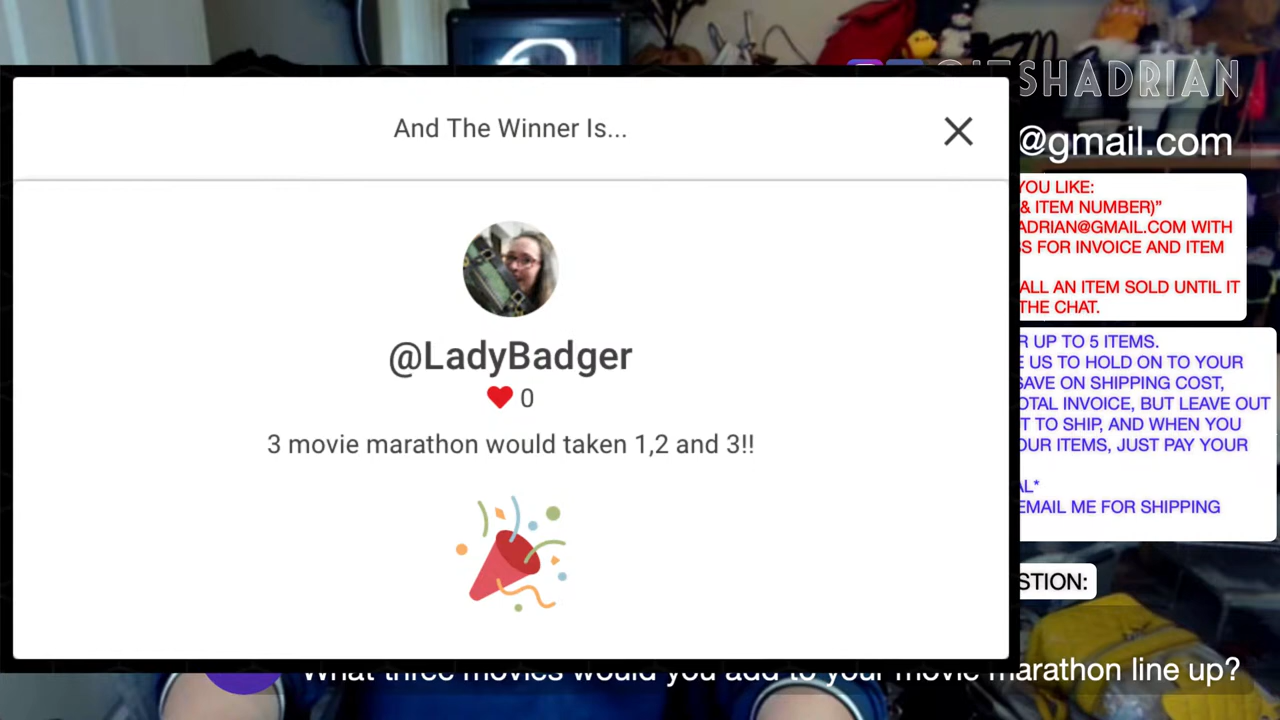 And The Winner Is...
@LadyBadger
0
3 movie marathon would taken 1,2 and 3!!
SHADRIAN
@gmail.com
YOU LIKE:
& ITEM NUMBER)”
ADRIAN@GMAIL.COM WITH
S FOR INVOICE AND ITEM
ALL AN ITEM SOLD UNTIL IT
THE CHAT.
R UP TO 5 ITEMS.
E US TO HOLD ON TO YOUR
SAVE ON SHIPPING COST,
OTAL INVOICE, BUT LEAVE OUT
T TO SHIP, AND WHEN YOU
OUR ITEMS, JUST PAY YOUR
AL*
EMAIL ME FOR SHIPPING
STION:
What three movies would you add to your movie marathon line up?